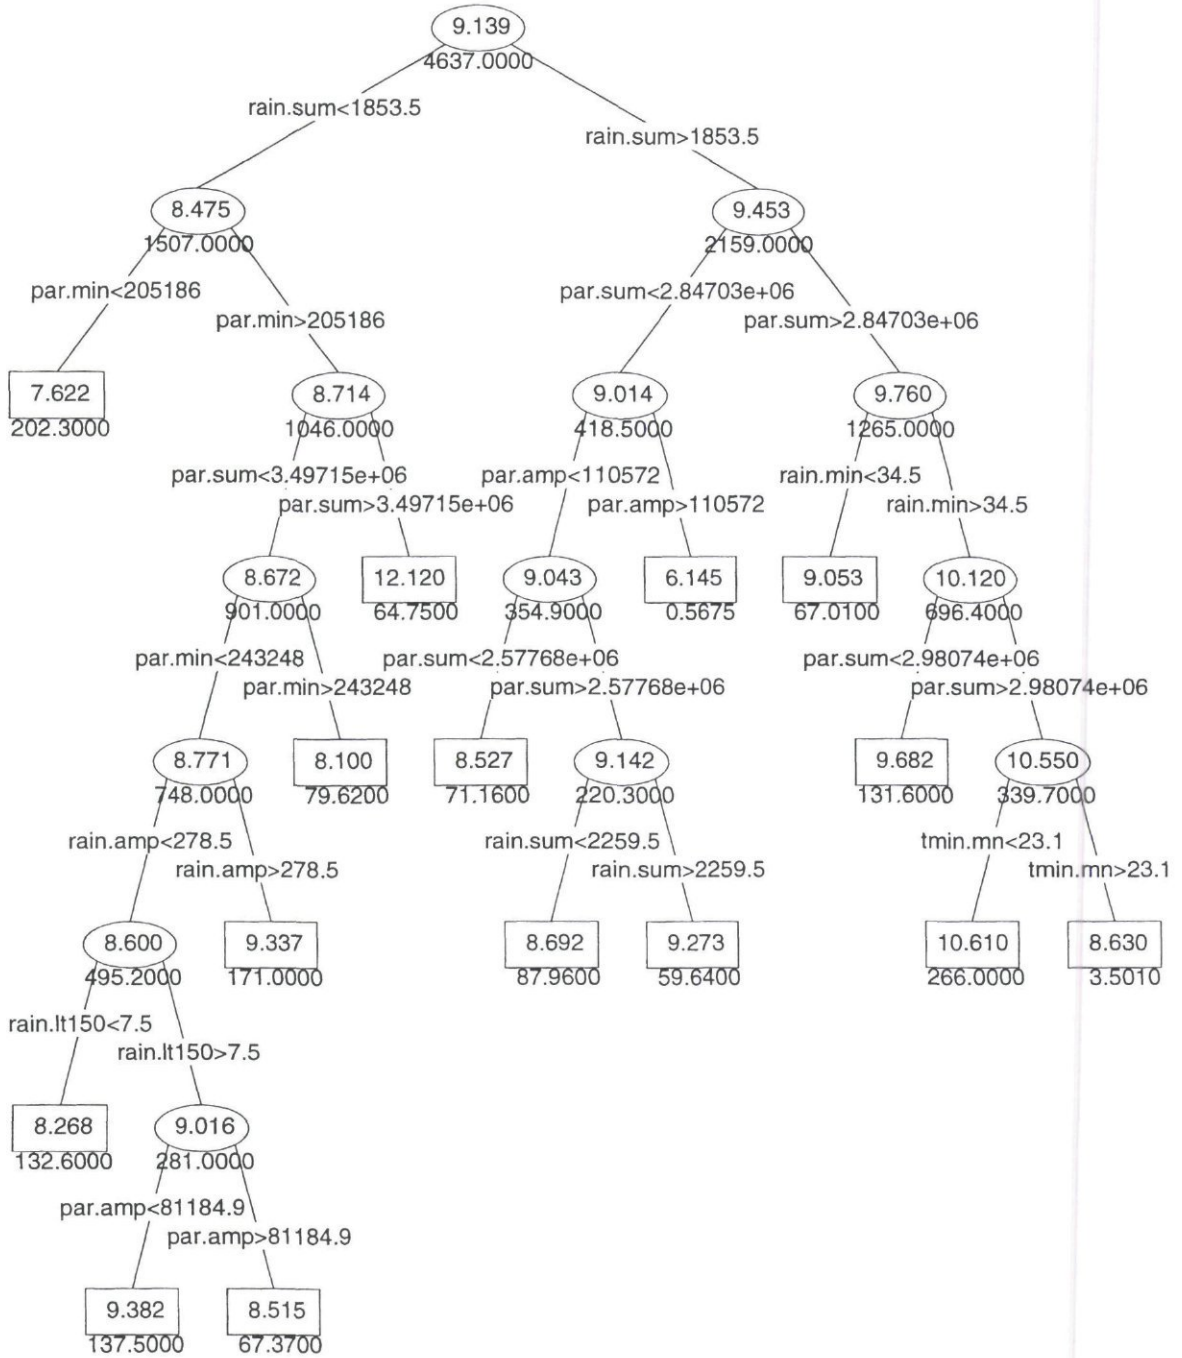 9.139
4637.0000
rain.sum<1853.5
rain.sum>1853.5
8.475
1507.0000
9.453
2159.0000
par.min<205186
par.min>205186
par.sum<2.84703e+06
par.sum>2.84703e+06
7.622
202.3000
8.714
1046.0000
9.014
418.5000
9.760
1265.0000
par.sum<3.49715e+06
par.sum>3.49715e+06
par.amp<110572
par.amp>110572
rain.min<34.5
rain.min>34.5
8.672
901.0000
12.120
64.7500
9.043
354.9000
6.145
0.5675
9.053
67.0100
10.120
696.4000
par.min<243248
par.min>243248
par.sum<2.57768e+06
par.sum>2.57768e+06
par.sum<2.98074e+06
par.sum>2.98074e+06
8.771
748.0000
8.100
79.6200
8.527
71.1600
9.142
220.3000
9.682
131.6000
10.550
339.7000
rain.amp<278.5
rain.amp>278.5
rain.sum<2259.5
rain.sum>2259.5
tmin.mn<23.1
tmin.mn>23.1
8.600
495.2000
9.337
171.0000
8.692
87.9600
9.273
59.6400
10.610
266.0000
8.630
3.5010
rain.lt150<7.5
rain.lt150>7.5
8.268
132.6000
9.016
281.0000
par.amp<81184.9
par.amp>81184.9
9.382
137.5000
8.515
67.3700